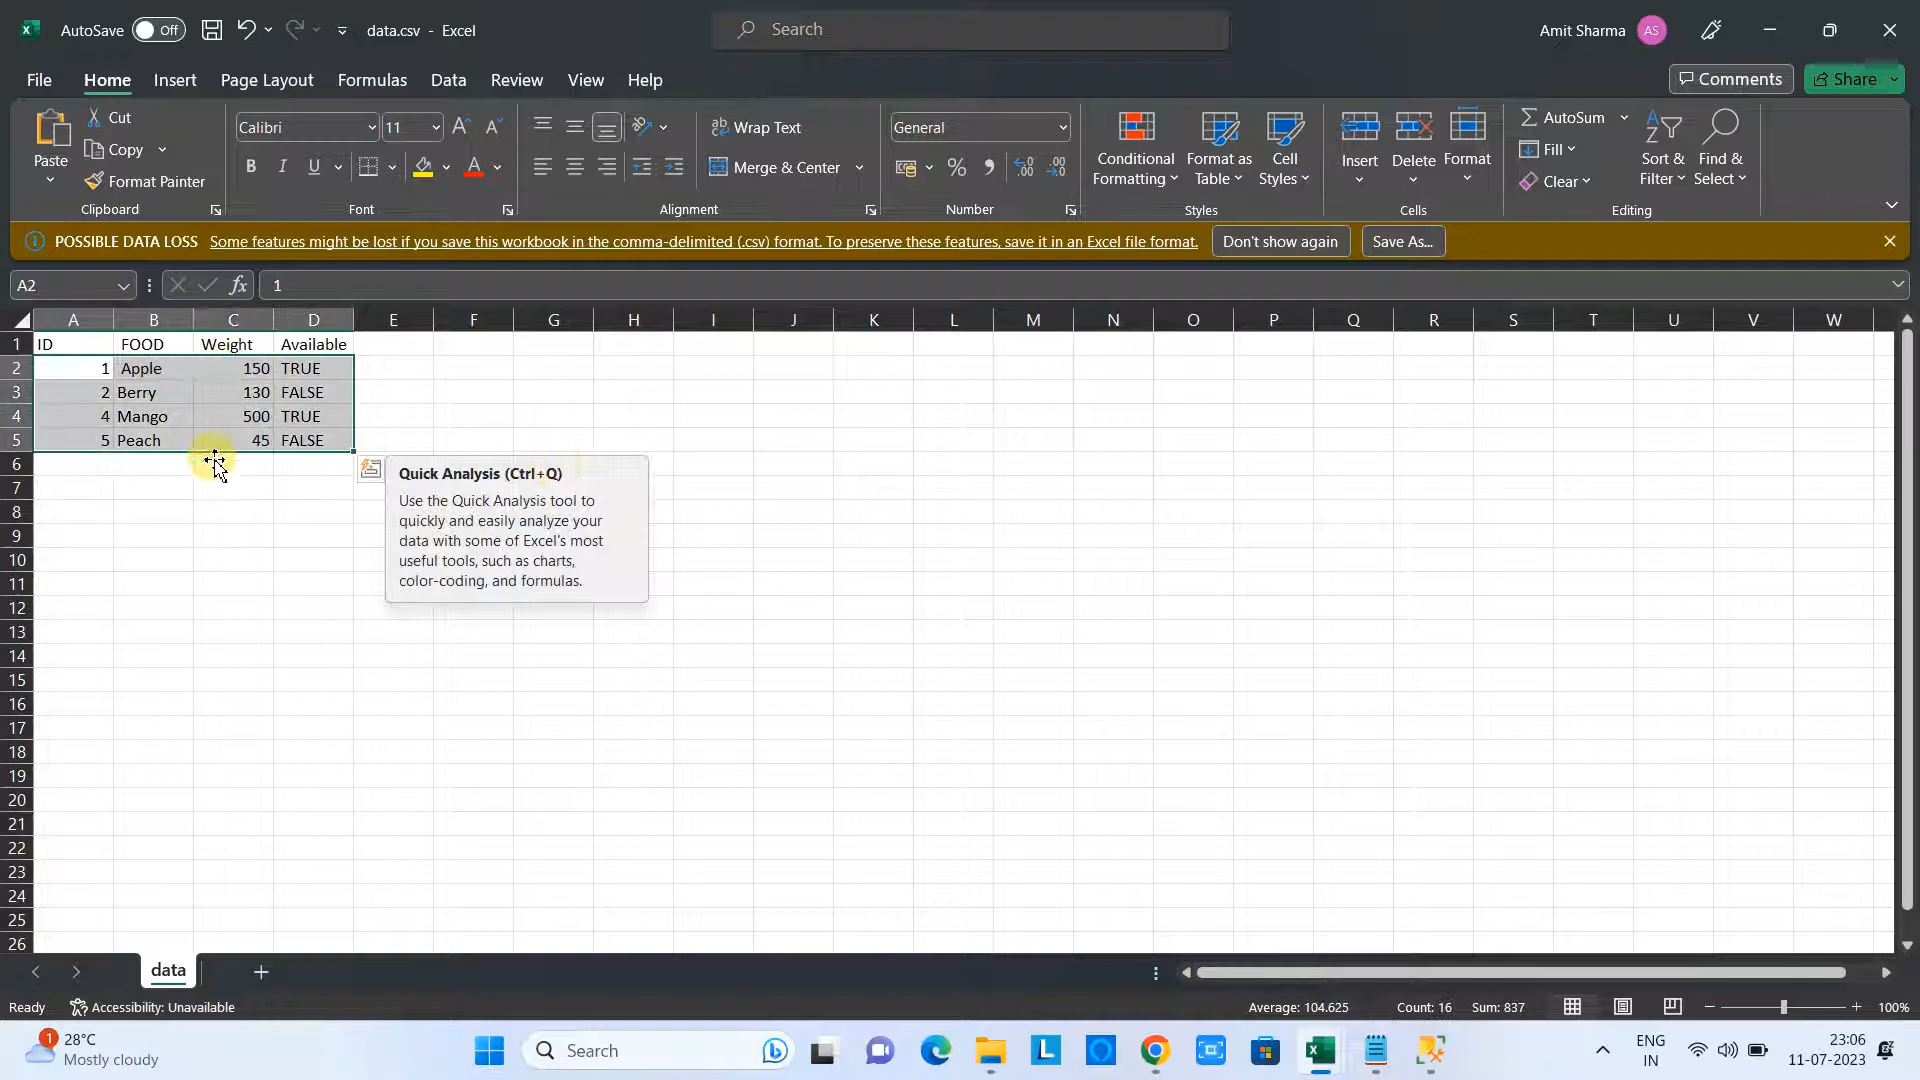 AutoSave Off data.csv - Excel Search Amit Sharma AS
File Home Insert Page Layout Formulas Data Review View Help Comments Share
Paste Cut Copy Format Painter Clipboard
Calibri 11 B I U A Font
Wrap Text Merge & Center Alignment
General % Number
Conditional Formatting Format as Table Cell Styles Styles
Insert Delete Format Cells
AutoSum Fill Clear Sort & Filter Find & Select Editing
POSSIBLE DATA LOSS Some features might be lost if you save this workbook in the comma-delimited (.csv) format. To preserve these features, save it in an Excel file format. Don't show again Save As...
A2 fx 1
A B C D E F G H I J K L M N O P Q R S T U V W
1 ID FOOD Weight Available
2 1 Apple 150 TRUE
3 2 Berry 130 FALSE
4 4 Mango 500 TRUE
5 5 Peach 45 FALSE
6
7
8
9
10
11
12
13
14
15
16
17
18
19
20
21
22
23
24
25
26
Quick Analysis (Ctrl+Q)
Use the Quick Analysis tool to
quickly and easily analyze your
data with some of Excel's most
useful tools, such as charts,
color-coding, and formulas.
data
Ready Accessibility: Unavailable Average: 104.625 Count: 16 Sum: 837 100%
1 28°C
Mostly cloudy
Search
ENG
IN
23:06
11-07-2023